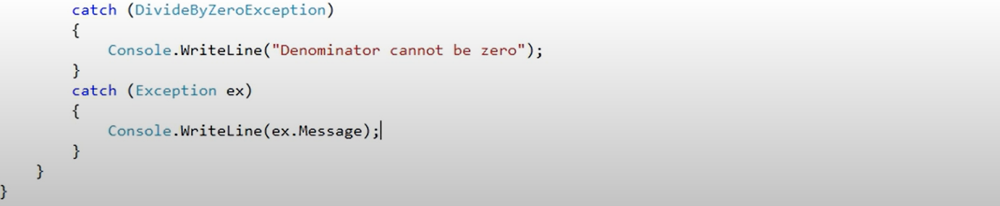 catch (DivideByZeroException)
{
Console.WriteLine("Denominator cannot be zero");
}
catch (Exception ex)
{
Console.WriteLine(ex.Message);
}
}
}